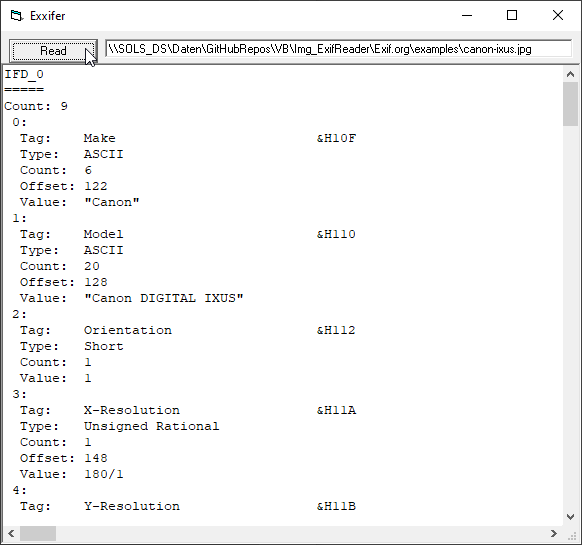 Exxifer
Read \\SOLS_DS\Daten\GitHubRepos\VB\Img_ExifReader\Exif.org\examples\canon-ixus.jpg
IFD_0
=====
Count: 9
0:
Tag: Make &H10F
Type: ASCII
Count: 6
Offset: 122
Value: "Canon"
1:
Tag: Model &H110
Type: ASCII
Count: 20
Offset: 128
Value: "Canon DIGITAL IXUS"
2:
Tag: Orientation &H112
Type: Short
Count: 1
Value: 1
3:
Tag: X-Resolution &H11A
Type: Unsigned Rational
Count: 1
Offset: 148
Value: 180/1
4:
Tag: Y-Resolution &H11B